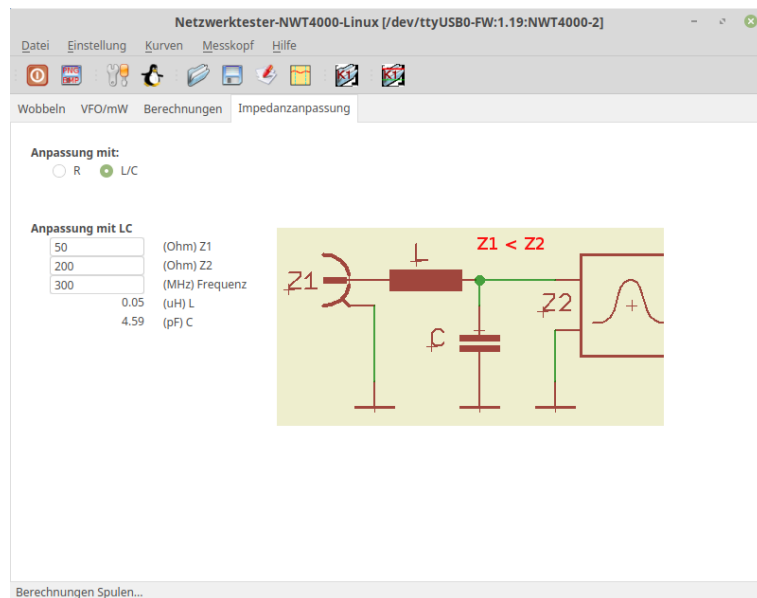 Netzwerktester-NWT4000-Linux [/dev/ttyUSB0-FW:1.19:NWT4000-2]
Datei Einstellung Kurven Messkopf Hilfe
K1 K1
Wobbeln VFO/mW Berechnungen Impedanzanpassung
Anpassung mit:
R L/C
Anpassung mit LC
50 (Ohm) Z1
200 (Ohm) Z2
300 (MHz) Frequenz
0.05 (uH) L
4.59 (pF) C
L
Z1 < Z2
Z1
Z2
C
Berechnungen Spulen...